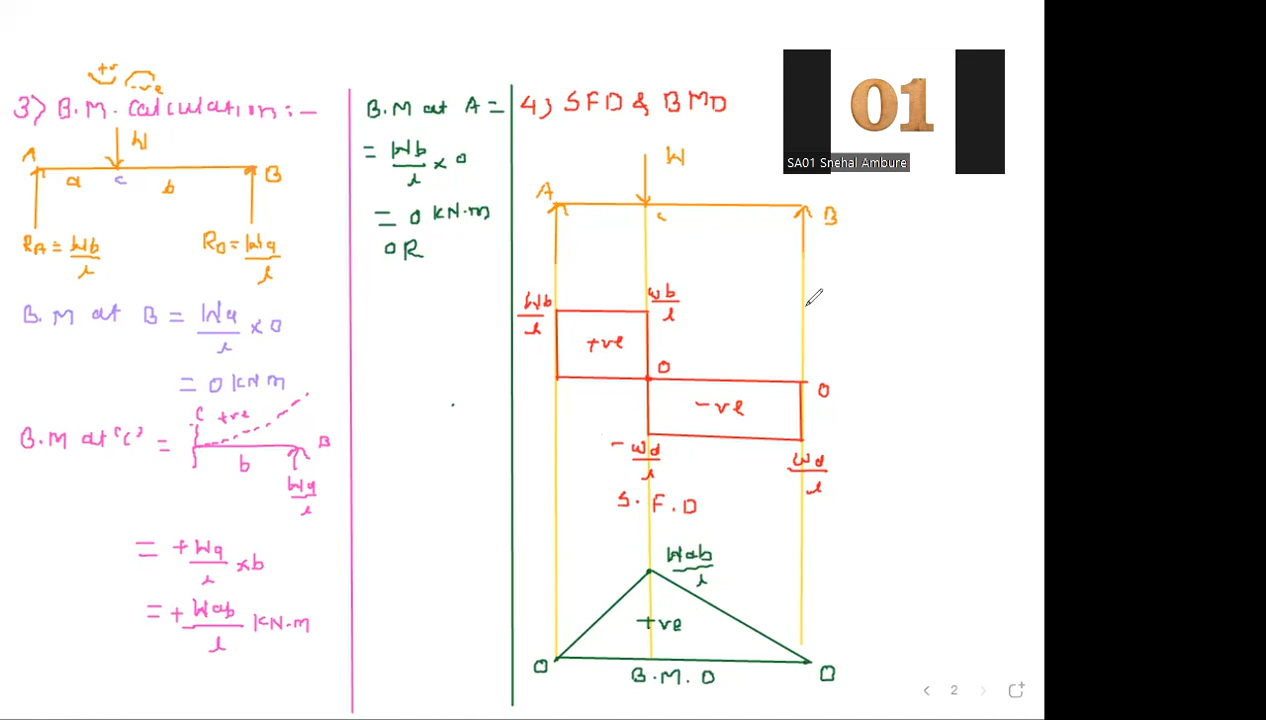 +ve -ve
3) B.M. Calculation :-
W
A a c b B
RA = Wb/l RB = Wa/l
B.M at B = Wa/l × 0
= 0 kNm
B.M at 'C' =
C +ve B
b
Wa/l
= +Wa/l × b
= + Wab/l kN.m
B.M at A =
= Wb/l × 0
= 0 kN.m
OR
4) SFD & BMD
W
A c B
Wb/l wb/l
+ve
0 0
-ve
-wa/l wa/l
S.F.D
Wab/l
+ve
0 0
B.M.D
01
SA01 Snehal Ambure
2